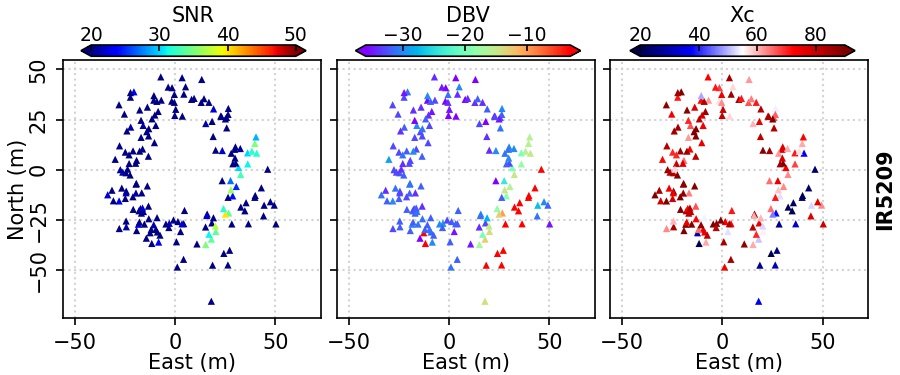 SNR
20 30 40 50
DBV
−30 −20 −10
Xc
20 40 60 80
50
25
0
−25
−50
North (m)
−50 0 50
East (m)
−50 0 50
East (m)
−50 0 50
East (m)
IR5209